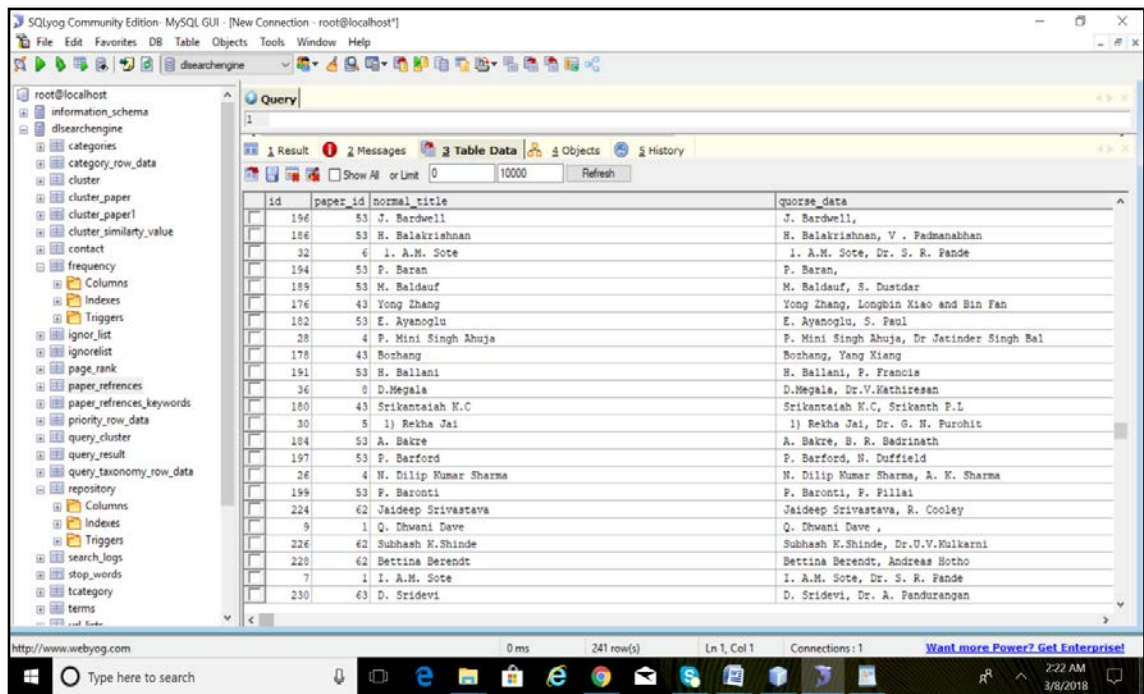 SQLyog Community Edition- MySQL GUI - [New Connection - root@localhost*]
File Edit Favorites DB Table Objects Tools Window Help
dlsearchengine
root@localhost
information_schema
dlsearchengine
categories
category_row_data
cluster
cluster_paper
cluster_paper1
cluster_similarty_value
contact
frequency
Columns
Indexes
Triggers
ignor_list
ignorelist
page_rank
paper_refrences
paper_refrences_keywords
priority_row_data
query_cluster
query_result
query_taxonomy_row_data
repository
Columns
Indexes
Triggers
search_logs
stop_words
tcategory
terms
url_lists
Query
1
1 Result 2 Messages 3 Table Data 4 Objects 5 History
Show All or Limit 0 10000 Refresh
id paper_id normal_title quorse_data
196 53 J. Bardwell J. Bardwell,
186 53 H. Balakrishnan H. Balakrishnan, V . Padmanabhan
32 6 1. A.M. Sote 1. A.M. Sote, Dr. S. R. Pande
194 53 P. Baran P. Baran,
189 53 M. Baldauf M. Baldauf, S. Dustdar
176 43 Yong Zhang Yong Zhang, Longbin Xiao and Bin Fan
182 53 E. Ayanoglu E. Ayanoglu, S. Paul
28 4 P. Mini Singh Ahuja P. Mini Singh Ahuja, Dr Jatinder Singh Bal
178 43 Bozhang Bozhang, Yang Xiang
191 53 H. Ballani H. Ballani, P. Francis
36 8 D.Megala D.Megala, Dr.V.Kathiresan
180 43 Srikantaiah K.C Srikantaiah K.C, Srikanth P.L
30 5 1) Rekha Jai 1) Rekha Jai, Dr. G. N. Purohit
184 53 A. Bakre A. Bakre, B. R. Badrinath
197 53 P. Barford P. Barford, N. Duffield
26 4 N. Dilip Kumar Sharma N. Dilip Kumar Sharma, A. K. Sharma
199 53 P. Baronti P. Baronti, P. Pillai
224 62 Jaideep Srivastava Jaideep Srivastava, R. Cooley
9 1 Q. Dhwani Dave Q. Dhwani Dave ,
226 62 Subhash K.Shinde Subhash K.Shinde, Dr.U.V.Kulkarni
228 62 Bettina Berendt Bettina Berendt, Andreas Hotho
7 1 I. A.M. Sote I. A.M. Sote, Dr. S. R. Pande
230 63 D. Sridevi D. Sridevi, Dr. A. Pandurangan
http://www.webyog.com 0 ms 241 row(s) Ln 1, Col 1 Connections : 1 Want more Power? Get Enterprise!
Type here to search 2:22 AM
3/8/2018